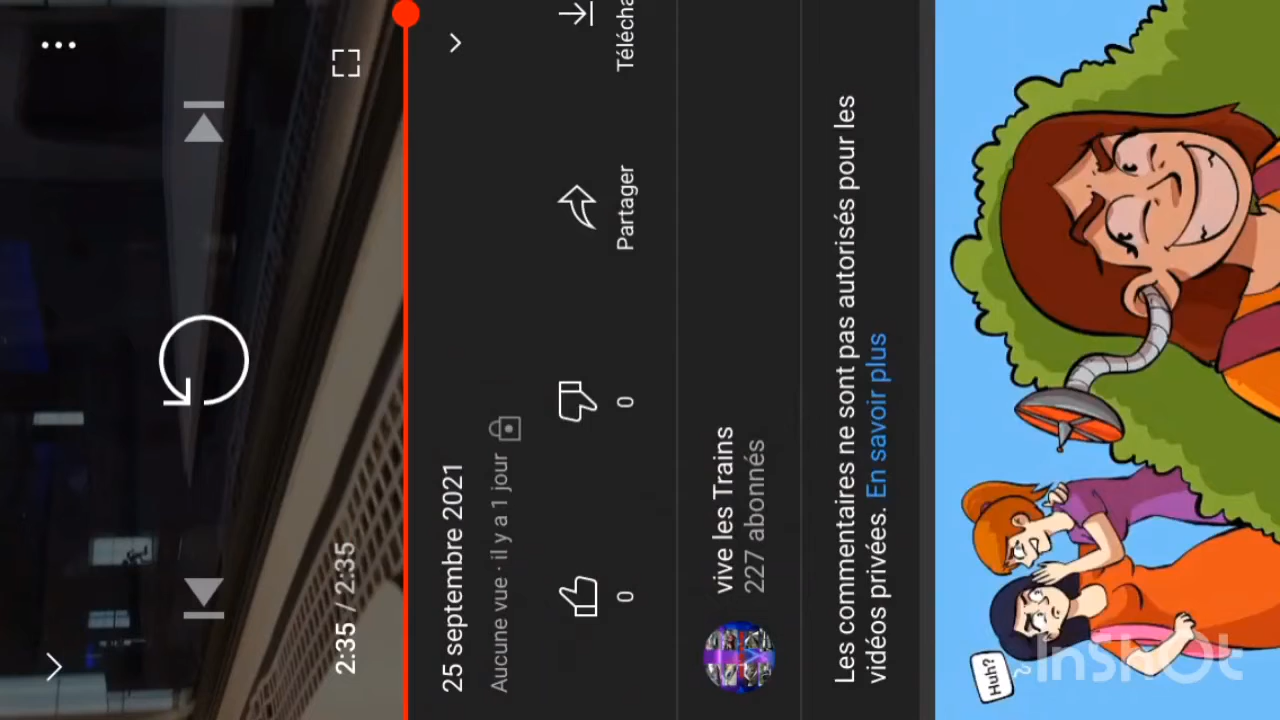 2:35 / 2:35
25 septembre 2021
Aucune vue · il y a 1 jour
0
0
Partager
Télécha
vive les Trains
227 abonnés
Les commentaires ne sont pas autorisés pour les
vidéos privées. En savoir plus
Huh?
InShOt